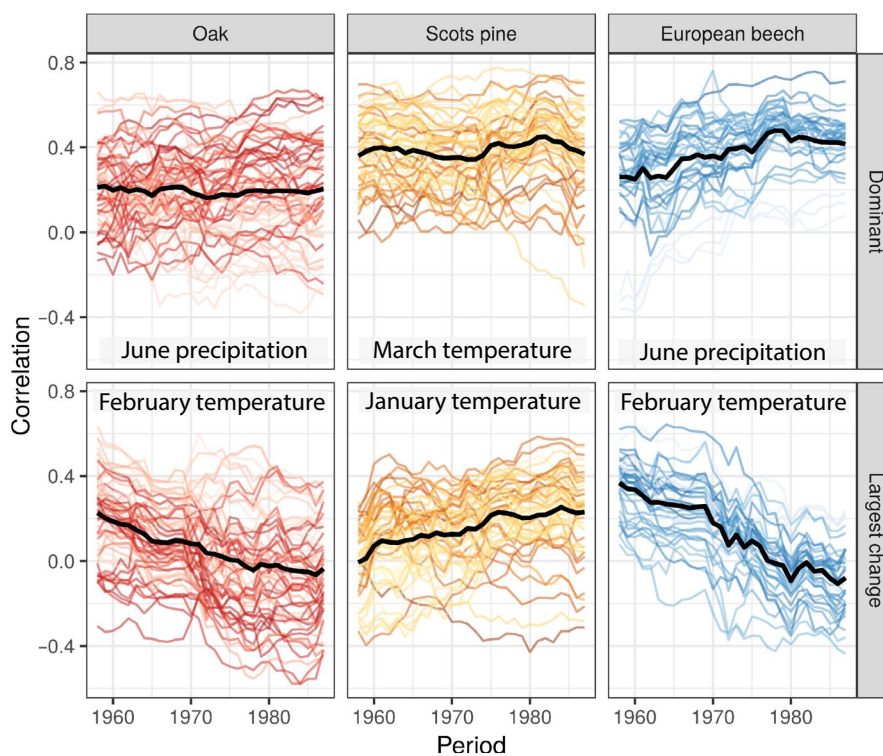 Oak
Scots pine
European beech
0.8
0.4
0.0
−0.4
June precipitation
March temperature
June precipitation
Dominant
Correlation
0.8
0.4
0.0
−0.4
February temperature
January temperature
February temperature
Largest change
1960 1970 1980
1960 1970 1980
1960 1970 1980
Period